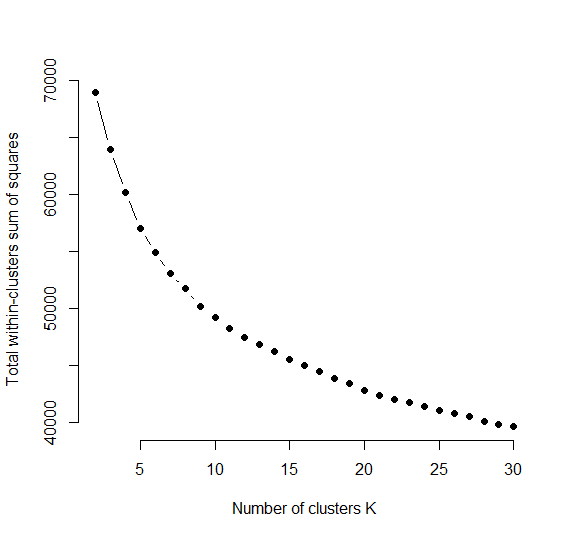 Total within-clusters sum of squares
70000
60000
50000
40000
5 10 15 20 25 30
Number of clusters K